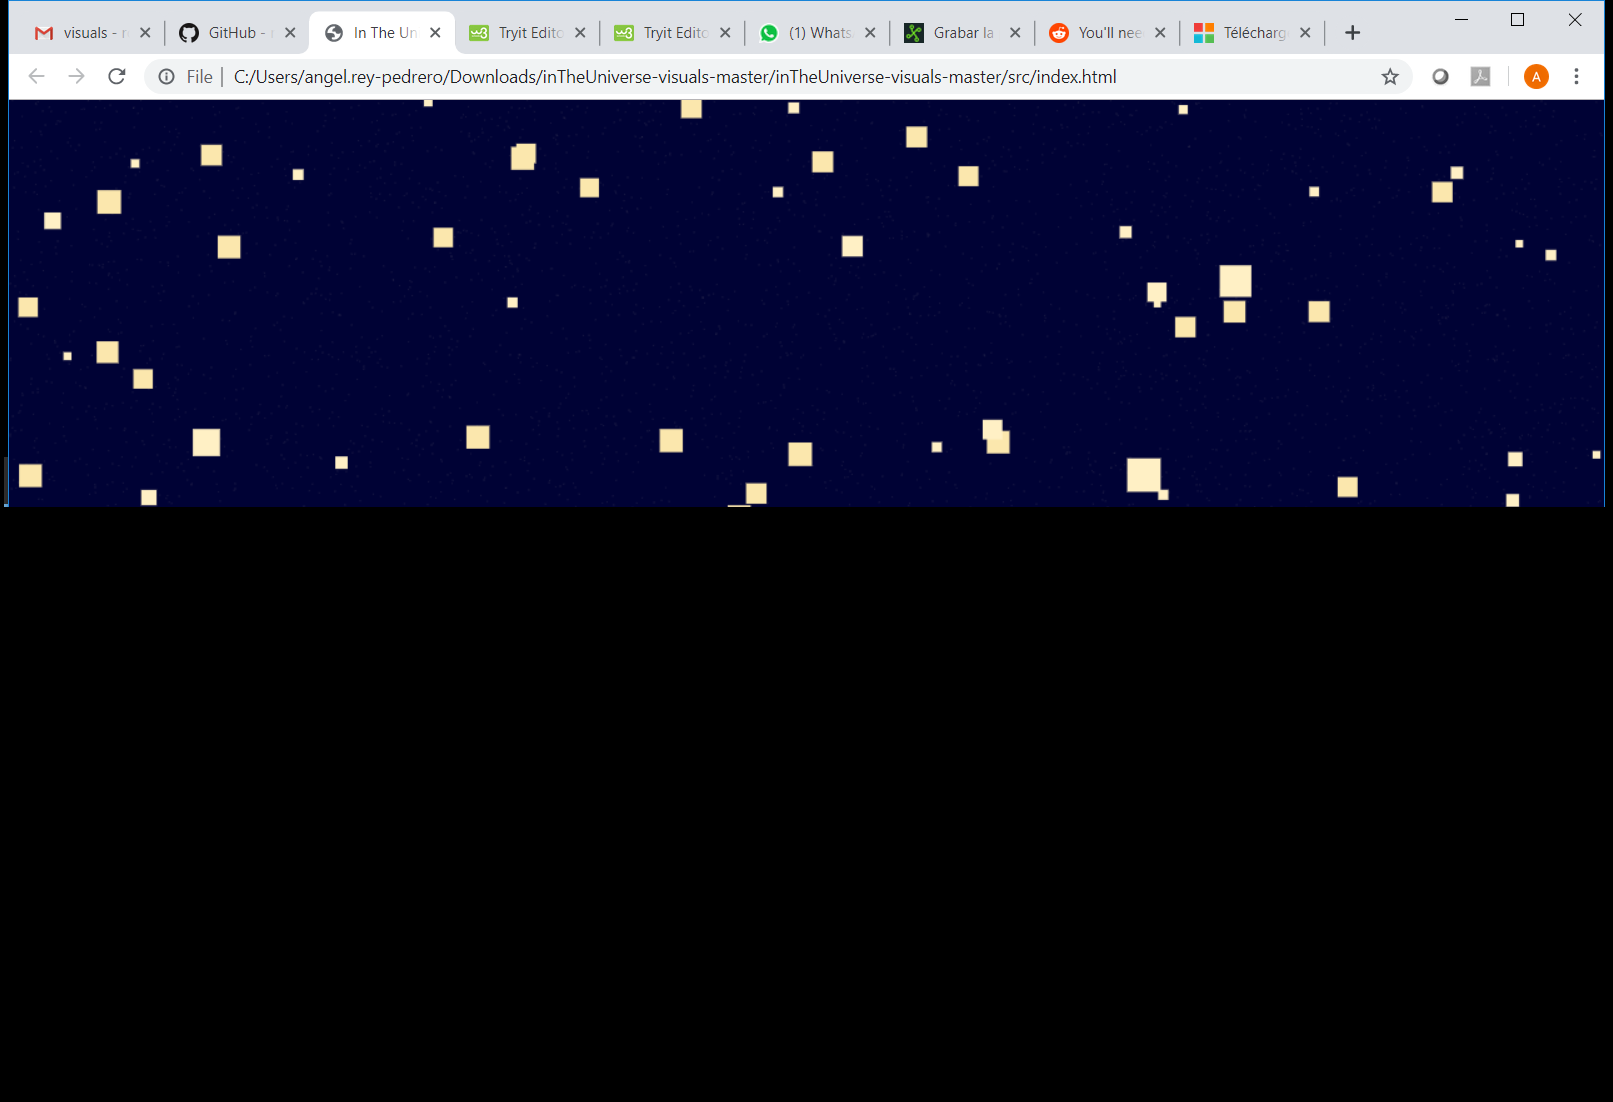 visuals - r
GitHub -
In The Un
Tryit Edito
Tryit Edito
(1) Whats
Grabar la
You'll nee
Télécharg
File
C:/Users/angel.rey-pedrero/Downloads/inTheUniverse-visuals-master/inTheUniverse-visuals-master/src/index.html
A